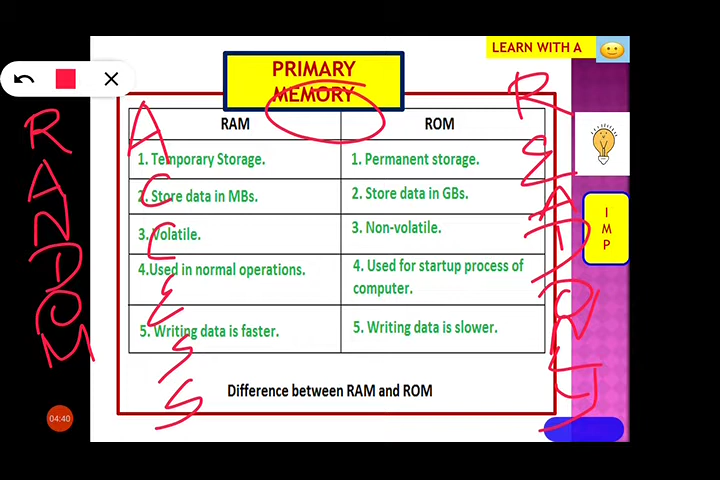 LEARN WITH A
PRIMARY
MEMORY
RAM ROM
1. Temporary Storage. 1. Permanent storage.
2. Store data in MBs. 2. Store data in GBs.
3. Volatile. 3. Non-volatile.
4.Used in normal operations. 4. Used for startup process of
computer.
5. Writing data is faster. 5. Writing data is slower.
Difference between RAM and ROM
I
M
P
RANDOM
ACCESS
READ ONLY
04:40